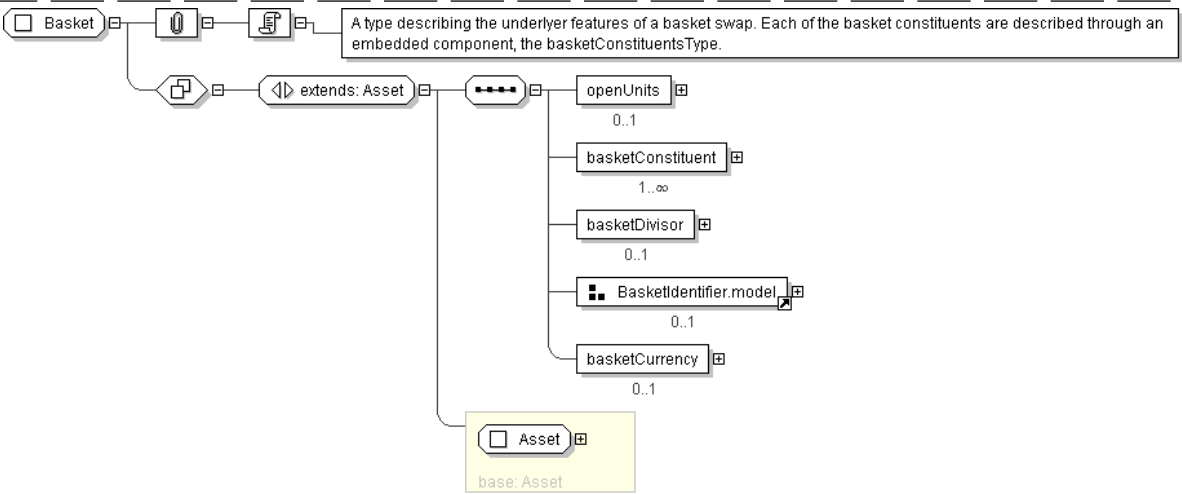 Basket
A type describing the underlyer features of a basket swap. Each of the basket constituents are described through an
embedded component, the basketConstituentsType.
extends: Asset
openUnits
0..1
basketConstituent
1..∞
basketDivisor
0..1
BasketIdentifier.model
0..1
basketCurrency
0..1
Asset
base: Asset